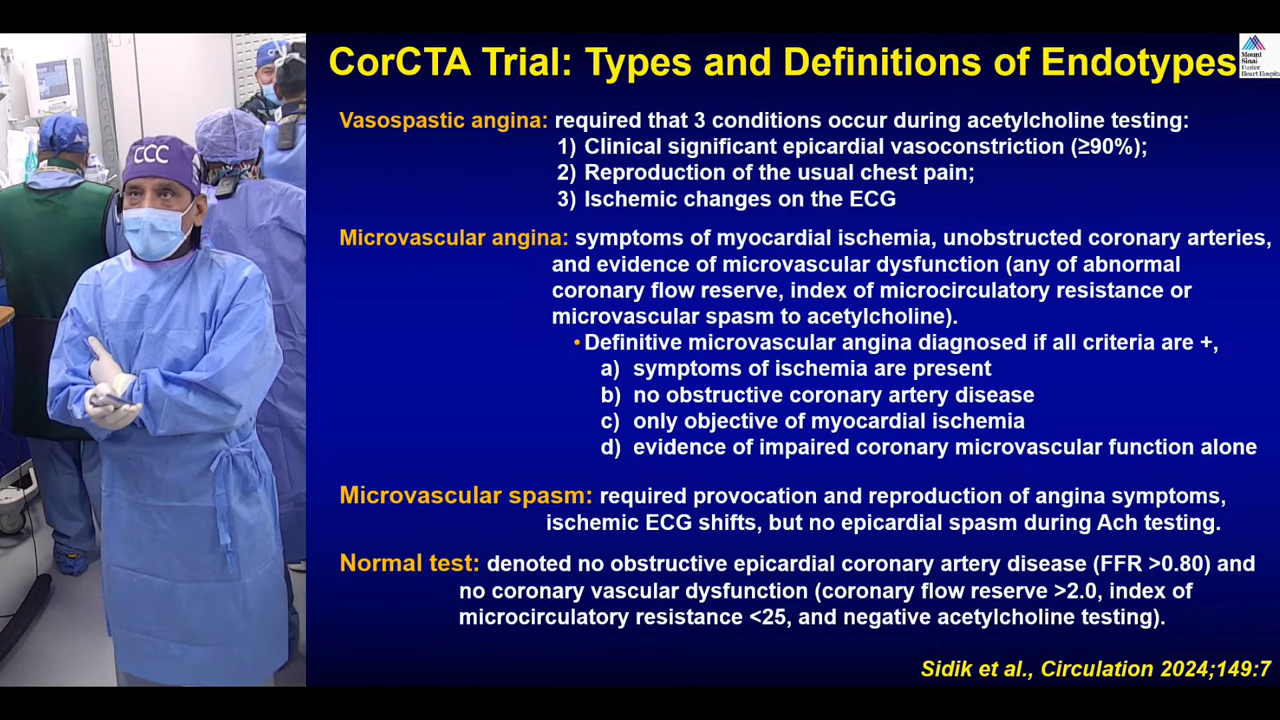 CorCTA Trial: Types and Definitions of Endotypes
Mount
Sinai
Fuster
Heart Hospital
CCC
Vasospastic angina: required that 3 conditions occur during acetylcholine testing:
1) Clinical significant epicardial vasoconstriction (≥90%);
2) Reproduction of the usual chest pain;
3) Ischemic changes on the ECG
Microvascular angina: symptoms of myocardial ischemia, unobstructed coronary arteries,
and evidence of microvascular dysfunction (any of abnormal
coronary flow reserve, index of microcirculatory resistance or
microvascular spasm to acetylcholine).
• Definitive microvascular angina diagnosed if all criteria are +,
a) symptoms of ischemia are present
b) no obstructive coronary artery disease
c) only objective of myocardial ischemia
d) evidence of impaired coronary microvascular function alone
Microvascular spasm: required provocation and reproduction of angina symptoms,
ischemic ECG shifts, but no epicardial spasm during Ach testing.
Normal test: denoted no obstructive epicardial coronary artery disease (FFR >0.80) and
no coronary vascular dysfunction (coronary flow reserve >2.0, index of
microcirculatory resistance <25, and negative acetylcholine testing).
Sidik et al., Circulation 2024;149:7